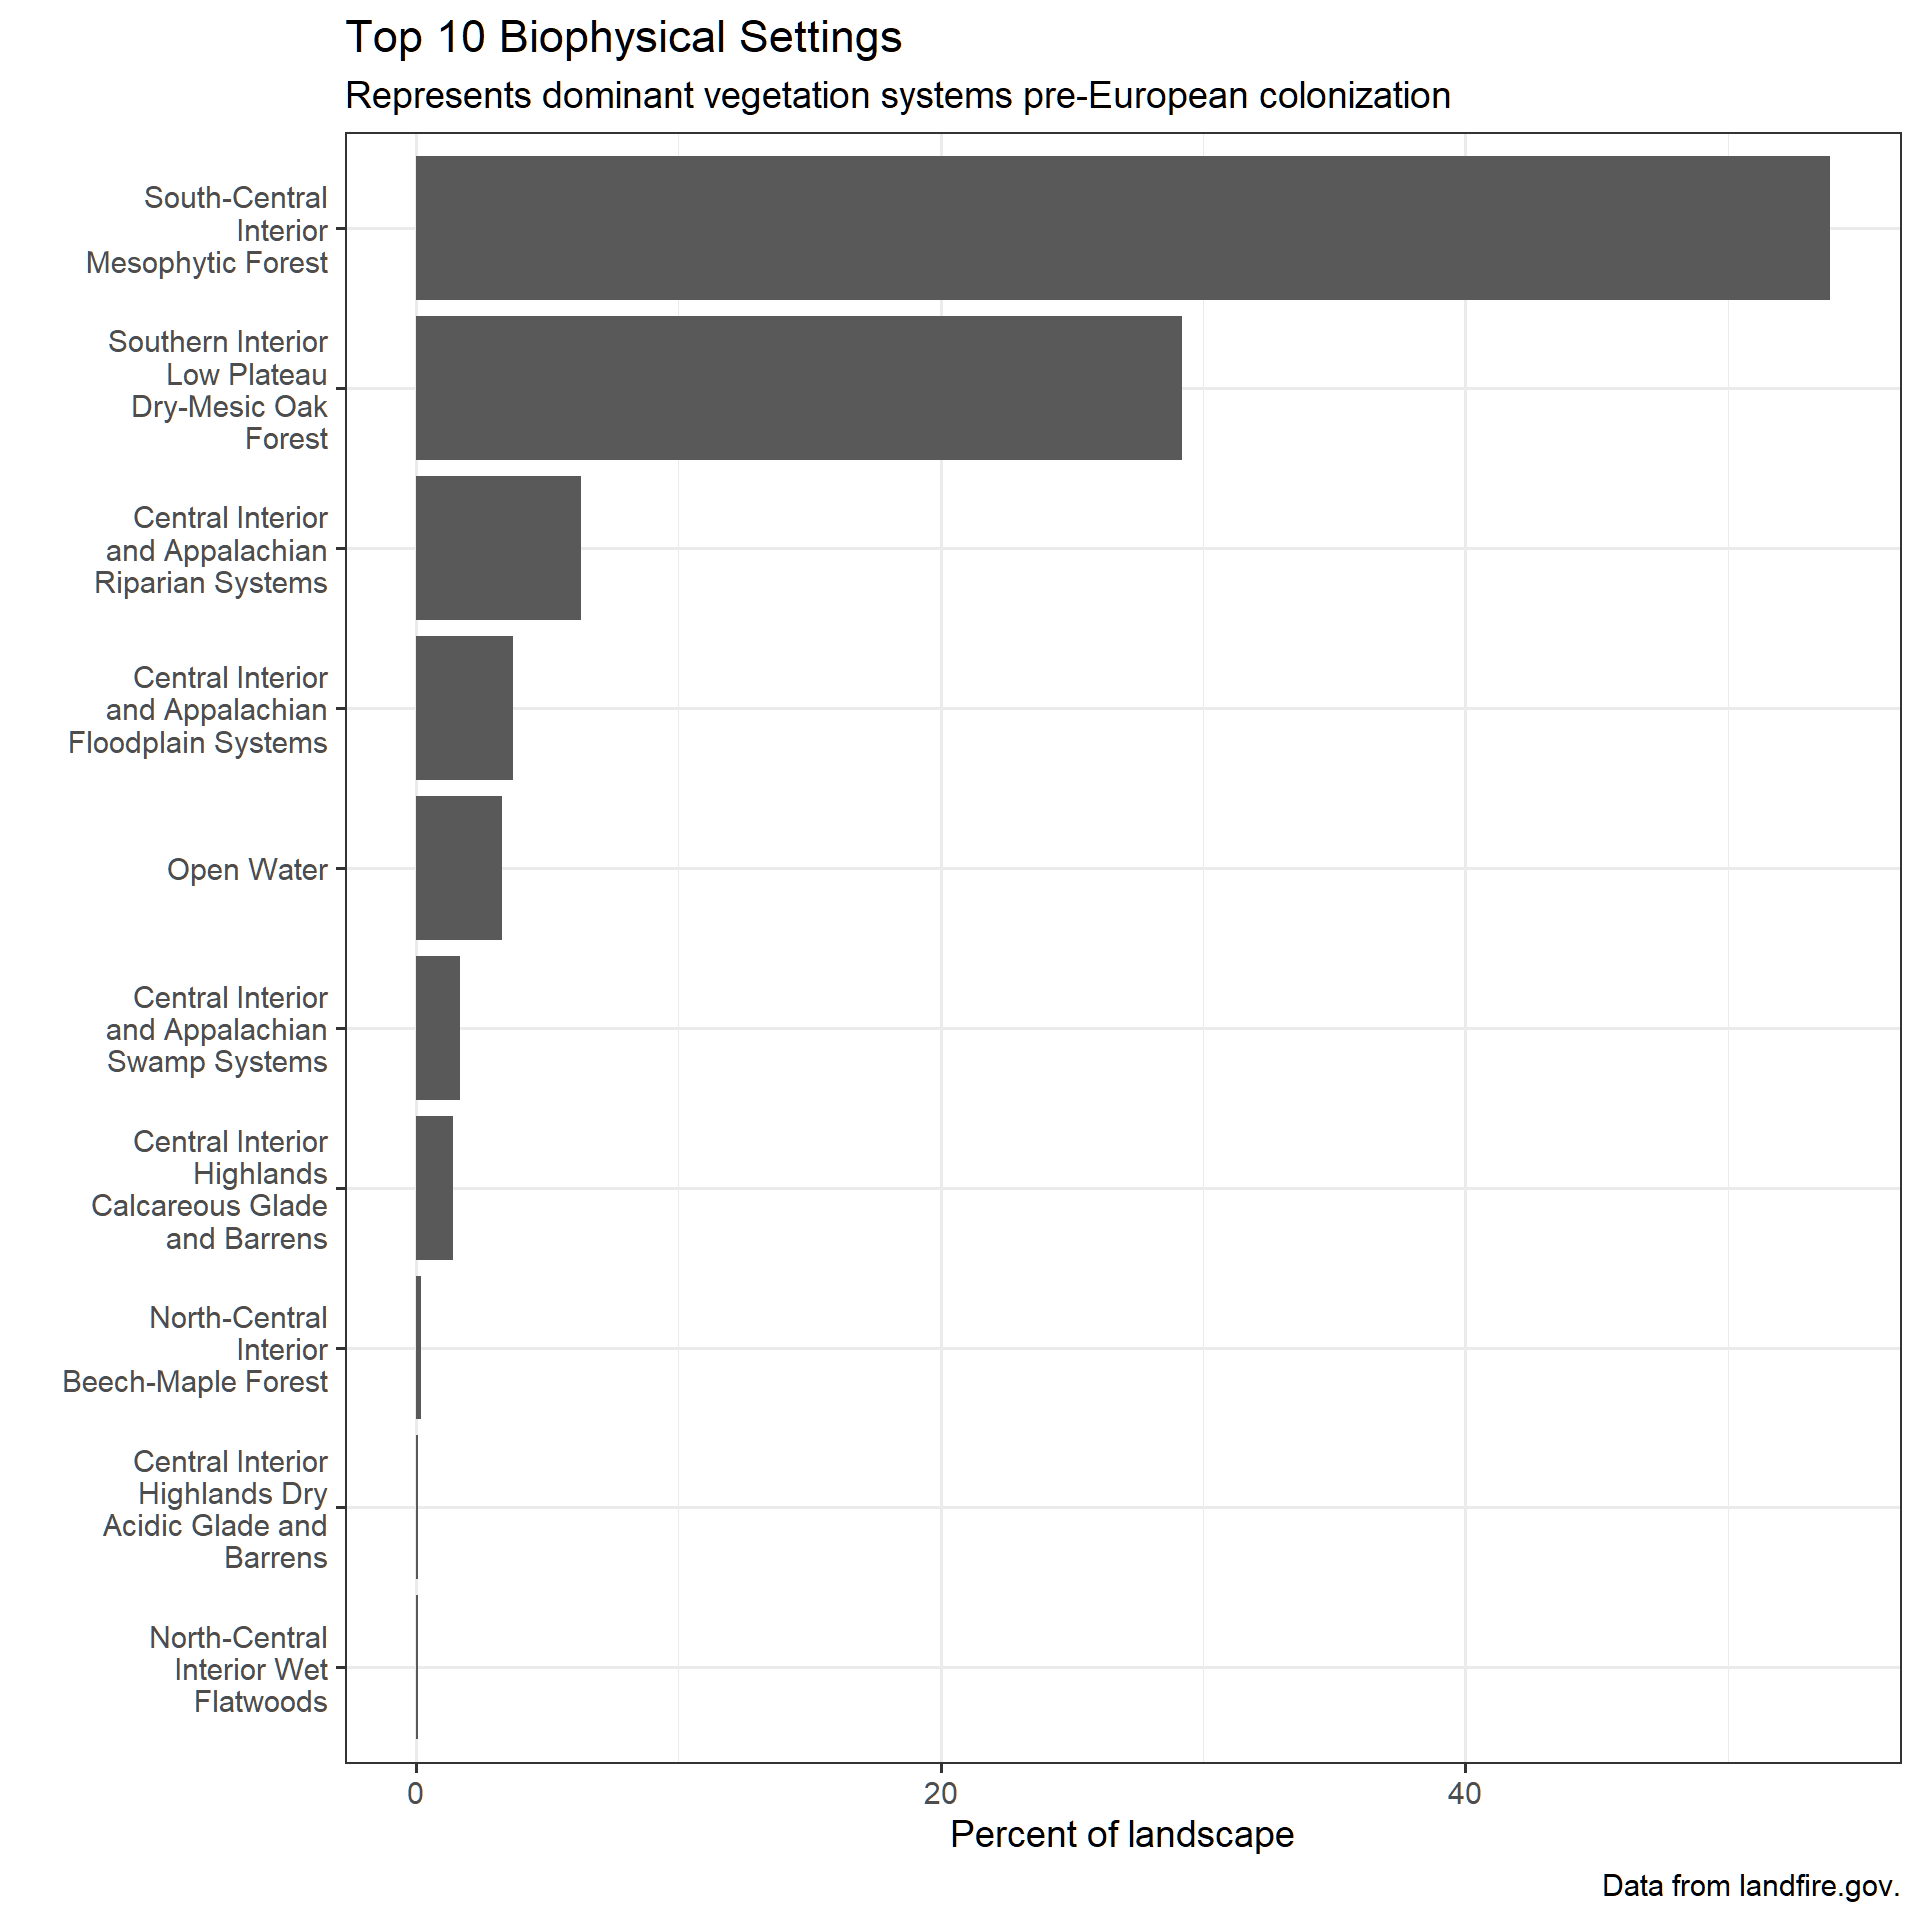 Top 10 Biophysical Settings
Represents dominant vegetation systems pre-European colonization
South-Central
Interior
Mesophytic Forest
Southern Interior
Low Plateau
Dry-Mesic Oak
Forest
Central Interior
and Appalachian
Riparian Systems
Central Interior
and Appalachian
Floodplain Systems
Open Water
Central Interior
and Appalachian
Swamp Systems
Central Interior
Highlands
Calcareous Glade
and Barrens
North-Central
Interior
Beech-Maple Forest
Central Interior
Highlands Dry
Acidic Glade and
Barrens
North-Central
Interior Wet
Flatwoods
0 20 40
Percent of landscape
Data from landfire.gov.